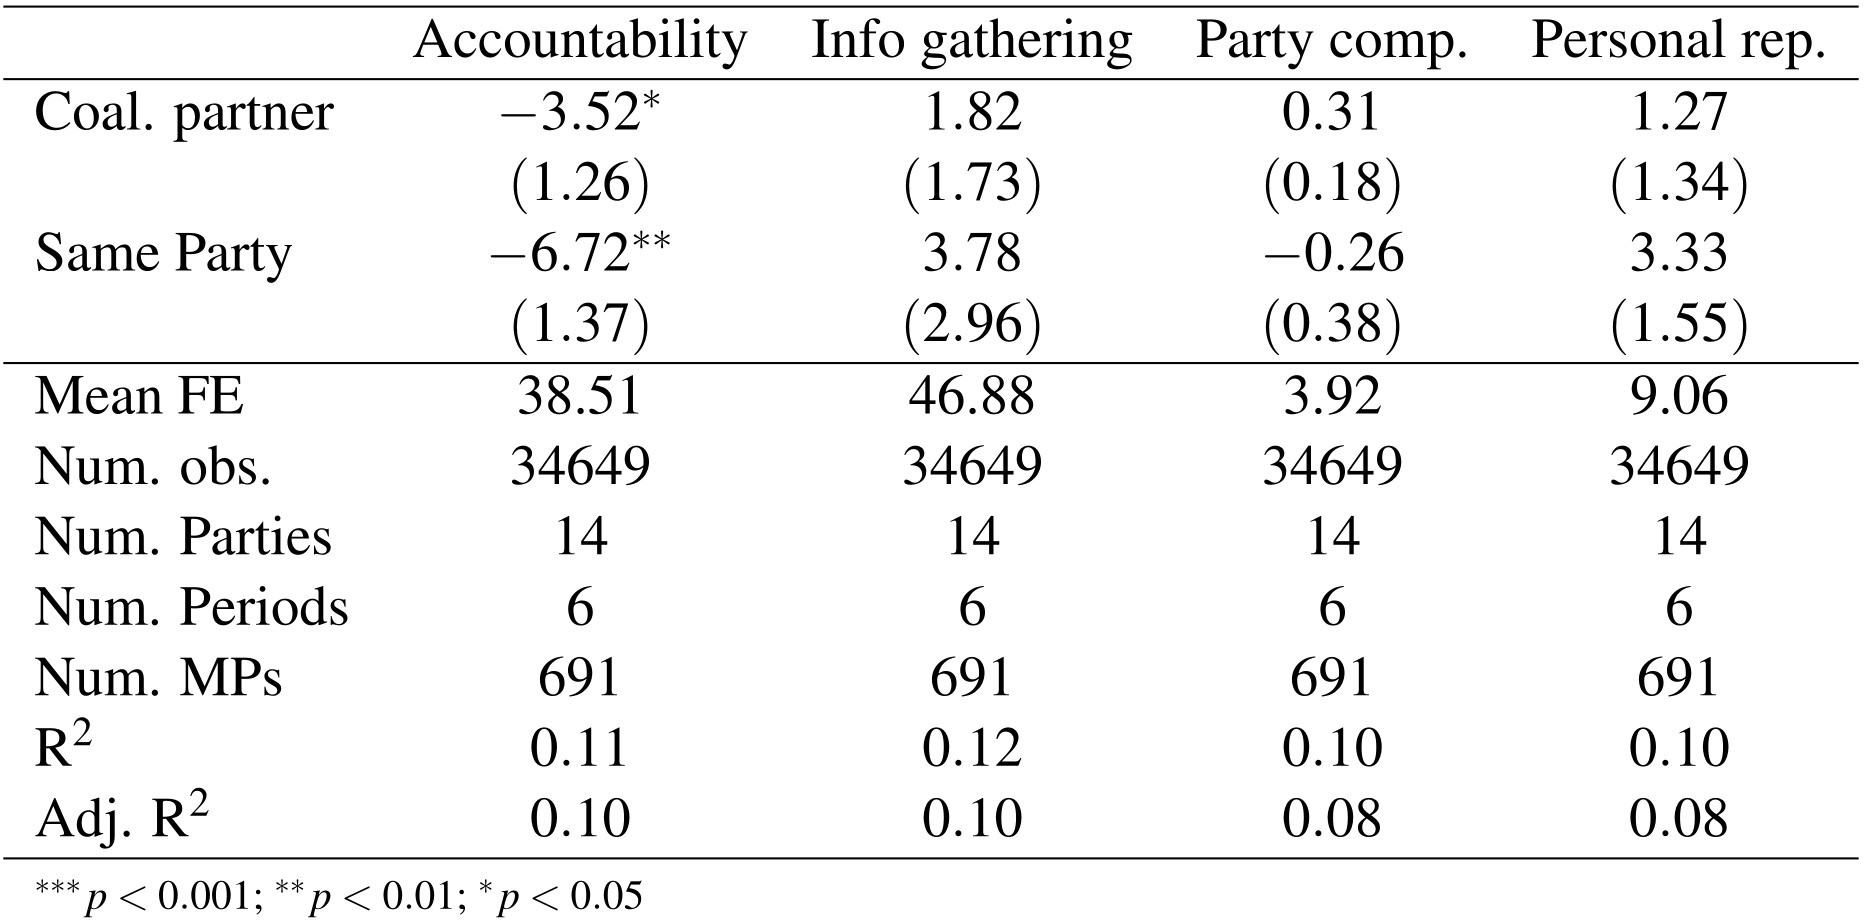 Accountability Info gathering Party comp. Personal rep.
Coal. partner −3.52* 1.82 0.31 1.27
(1.26) (1.73) (0.18) (1.34)
Same Party −6.72** 3.78 −0.26 3.33
(1.37) (2.96) (0.38) (1.55)
Mean FE 38.51 46.88 3.92 9.06
Num. obs. 34649 34649 34649 34649
Num. Parties 14 14 14 14
Num. Periods 6 6 6 6
Num. MPs 691 691 691 691
R² 0.11 0.12 0.10 0.10
Adj. R² 0.10 0.10 0.08 0.08
***p < 0.001; **p < 0.01; *p < 0.05